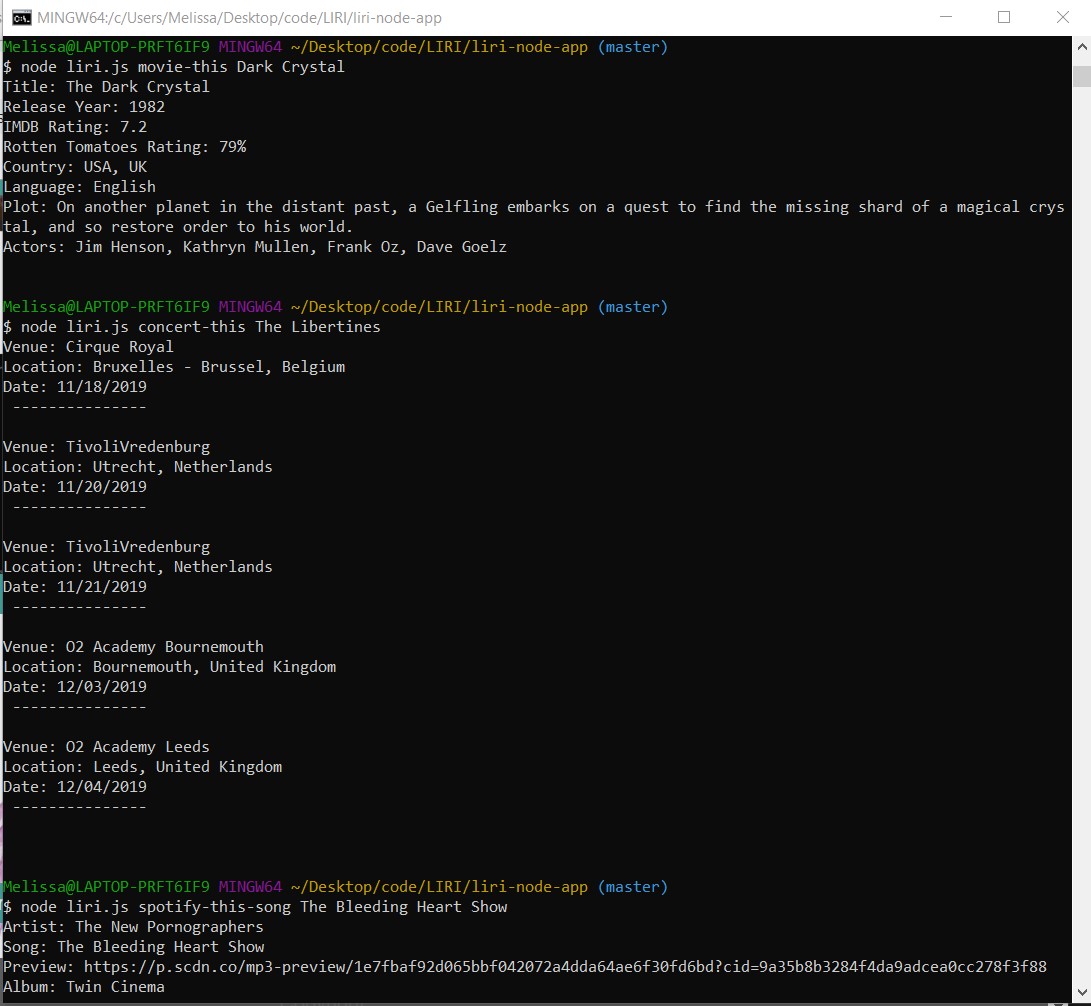 MINGW64:/c/Users/Melissa/Desktop/code/LIRI/liri-node-app
Melissa@LAPTOP-PRFT6IF9 MINGW64 ~/Desktop/code/LIRI/liri-node-app (master)
$ node liri.js movie-this Dark Crystal
Title: The Dark Crystal
Release Year: 1982
IMDB Rating: 7.2
Rotten Tomatoes Rating: 79%
Country: USA, UK
Language: English
Plot: On another planet in the distant past, a Gelfling embarks on a quest to find the missing shard of a magical crys
tal, and so restore order to his world.
Actors: Jim Henson, Kathryn Mullen, Frank Oz, Dave Goelz
Melissa@LAPTOP-PRFT6IF9 MINGW64 ~/Desktop/code/LIRI/liri-node-app (master)
$ node liri.js concert-this The Libertines
Venue: Cirque Royal
Location: Bruxelles - Brussel, Belgium
Date: 11/18/2019
---------------
Venue: TivoliVredenburg
Location: Utrecht, Netherlands
Date: 11/20/2019
---------------
Venue: TivoliVredenburg
Location: Utrecht, Netherlands
Date: 11/21/2019
---------------
Venue: O2 Academy Bournemouth
Location: Bournemouth, United Kingdom
Date: 12/03/2019
---------------
Venue: O2 Academy Leeds
Location: Leeds, United Kingdom
Date: 12/04/2019
---------------
Melissa@LAPTOP-PRFT6IF9 MINGW64 ~/Desktop/code/LIRI/liri-node-app (master)
$ node liri.js spotify-this-song The Bleeding Heart Show
Artist: The New Pornographers
Song: The Bleeding Heart Show
Preview: https://p.scdn.co/mp3-preview/1e7fbaf92d065bbf042072a4dda64ae6f30fd6bd?cid=9a35b8b3284f4da9adcea0cc278f3f88
Album: Twin Cinema